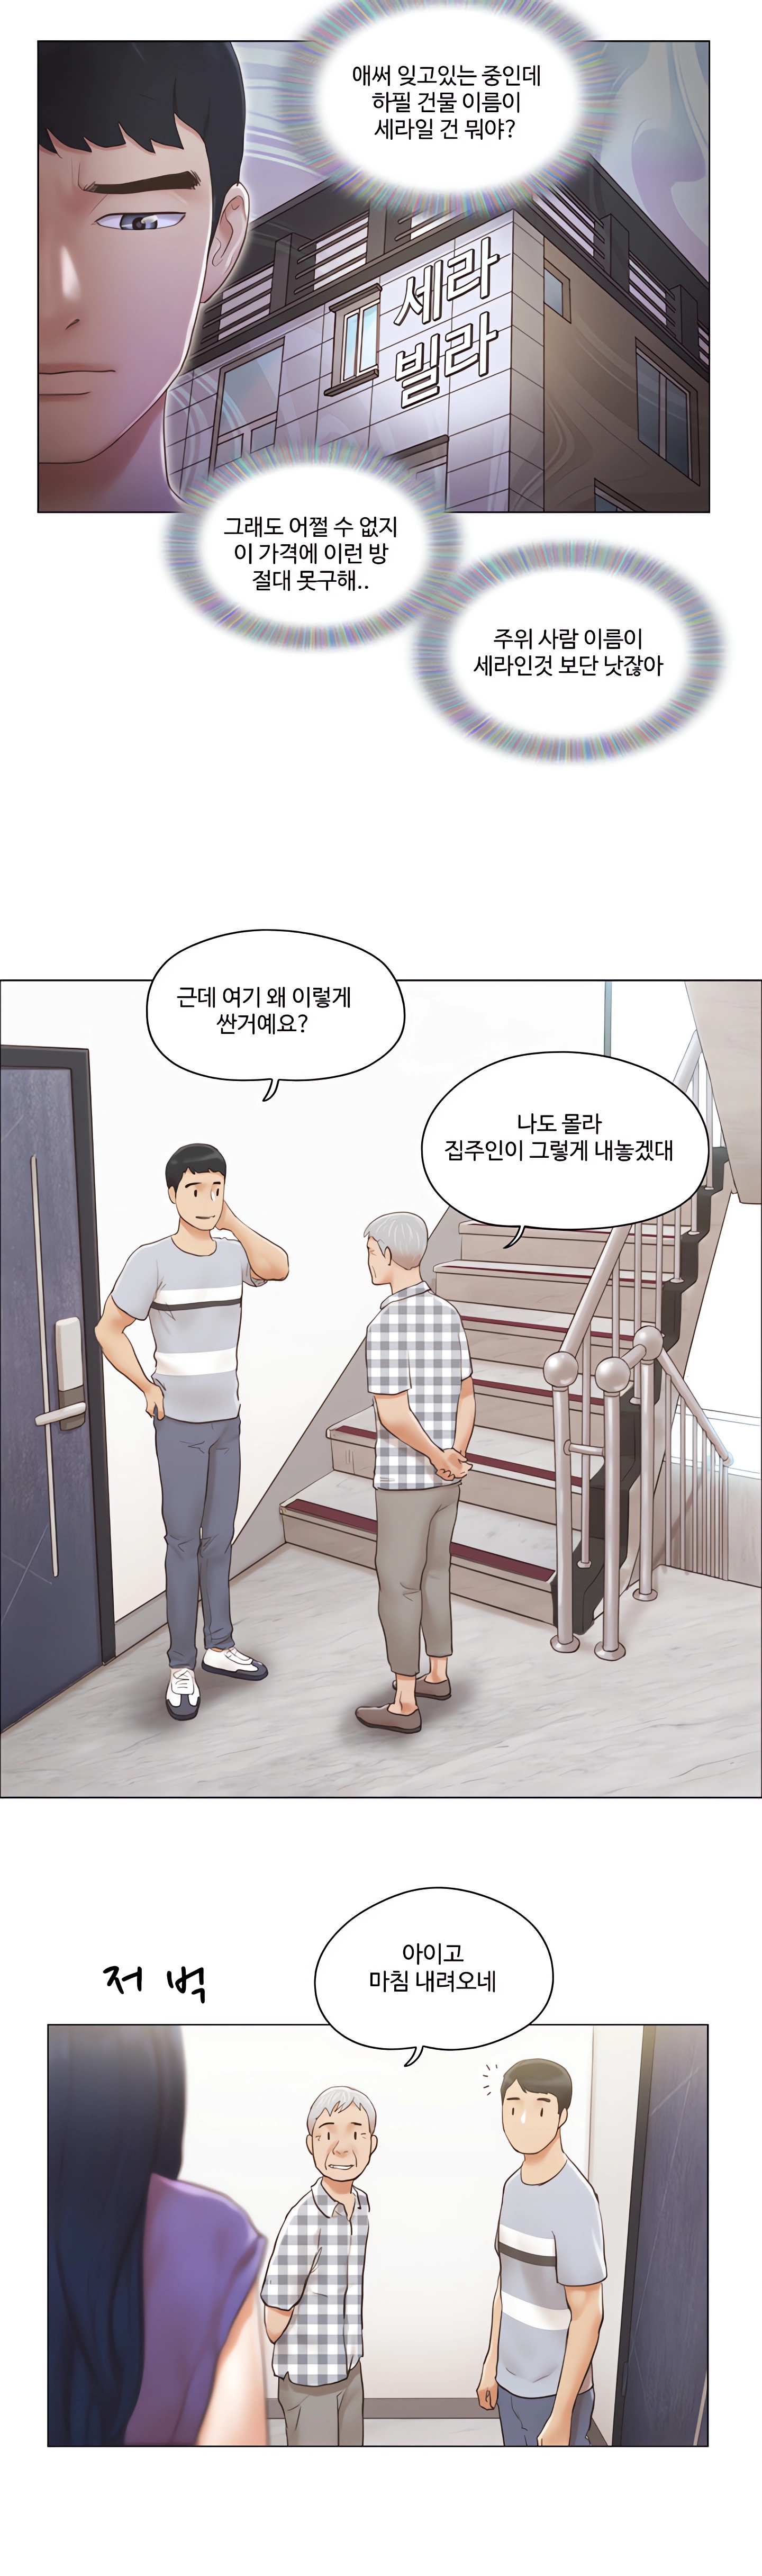 애써 잊고있는 중인데
하필 건물 이름이
세라일 건 뭐야?
세라
빌라
그래도 어쩔 수 없지
이 가격에 이런 방
절대 못구해..
주위 사람 이름이
세라인것 보단 낫잖아
근데 여기 왜 이렇게
싼거예요?
나도 몰라
집주인이 그렇게 내놓겠대
아이고
마침 내려오네
저 벅